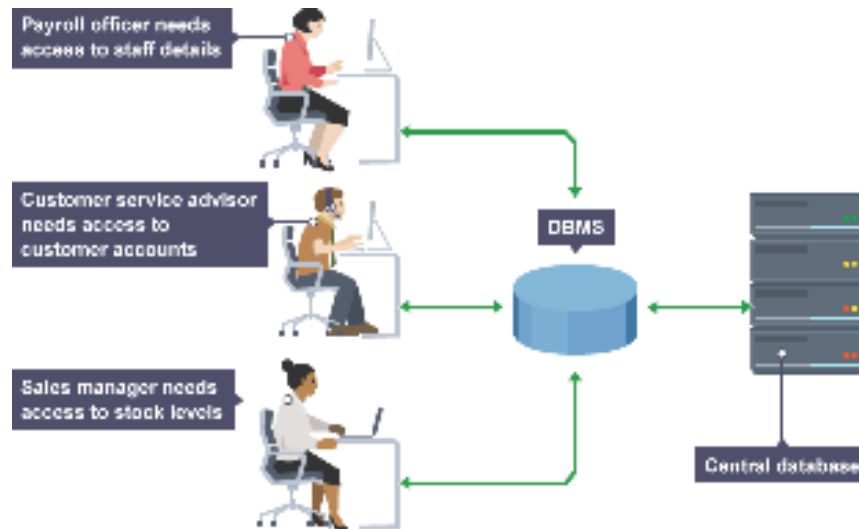 Payroll officer needs
access to staff details
Customer service advisor
needs access to
customer accounts
DBMS
Sales manager needs
access to stock levels
Central database